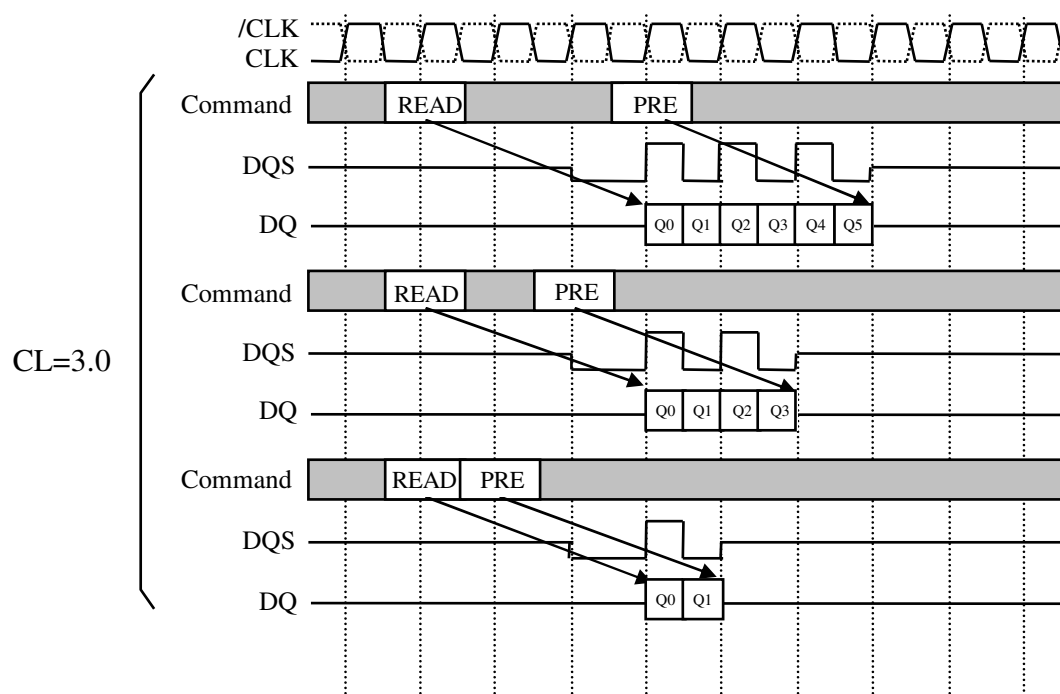 /CLK
CLK
Command READ PRE
DQS
DQ Q0 Q1 Q2 Q3 Q4 Q5
Command READ PRE
CL=3.0
DQS
DQ Q0 Q1 Q2 Q3
Command READ PRE
DQS
DQ Q0 Q1